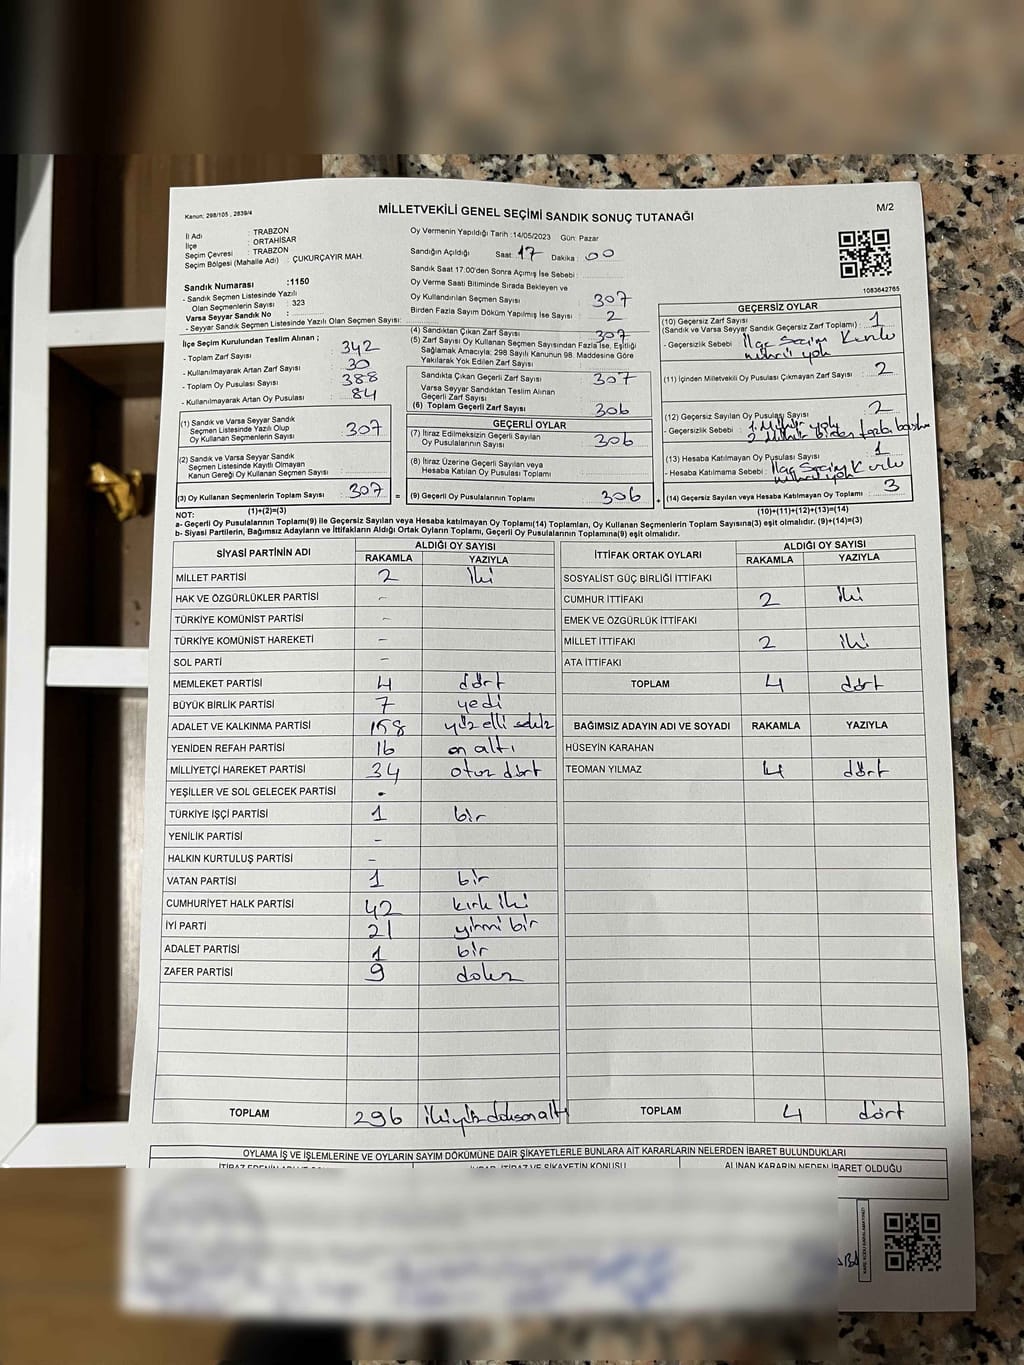 Kanun; 298/105 , 2839/4
MİLLETVEKİLİ GENEL SEÇİMİ SANDIK SONUÇ TUTANAĞI
M/2
İl Adı : TRABZON
İlçe : ORTAHİSAR
Seçim Çevresi : TRABZON
Seçim Bölgesi (Mahalle Adı) : ÇUKURÇAYIR MAH.
Oy Vermenin Yapıldığı Tarih :14/05/2023 Gün: Pazar
Sandığın Açıldığı Saat: 17 Dakika : 00
Sandık Saat 17.00'den Sonra Açılmış İse Sebebi :
Oy Verme Saati Bitiminde Sırada Bekleyen ve
Oy Kullandırılan Seçmen Sayısı 307
Birden Fazla Sayım Döküm Yapılmış İse Sayısı : 2
1083642765
Sandık Numarası :1150
- Sandık Seçmen Listesinde Yazılı
Olan Seçmenlerin Sayısı : 323
Varsa Seyyar Sandık No :
- Seyyar Sandık Seçmen Listesinde Yazılı Olan Seçmen Sayısı:
İlçe Seçim Kurulundan Teslim Alınan ;
- Toplam Zarf Sayısı : 342
- Kullanılmayarak Artan Zarf Sayısı : 30
- Toplam Oy Pusulası Sayısı : 388
- Kullanılmayarak Artan Oy Pusulası : 84
(4) Sandıktan Çıkan Zarf Sayısı : 307
(5) Zarf Sayısı Oy Kullanan Seçmen Sayısından Fazla İse, Eşitliği
Sağlamak Amacıyla; 298 Sayılı Kanunun 98. Maddesine Göre
Yakılarak Yok Edilen Zarf Sayısı :
Sandıkta Çıkan Geçerli Zarf Sayısı : 307
Varsa Seyyar Sandıktan Teslim Alınan
Geçerli Zarf Sayısı :
(6) Toplam Geçerli Zarf Sayısı : 306
GEÇERSİZ OYLAR
(10) Geçersiz Zarf Sayısı
(Sandık ve Varsa Seyyar Sandık Geçersiz Zarf Toplamı) : 1
- Geçersizlik Sebebi : İlçe Seçim Kurulu
mührü yok
(11) İçinden Milletvekili Oy Pusulası Çıkmayan Zarf Sayısı : 2
(12) Geçersiz Sayılan Oy Pusulası Sayısı : 2
- Geçersizlik Sebebi : 1. Mühür yok
2. Mühür birden fazla
(13) Hesaba Katılmayan Oy Pusulası Sayısı : 1
- Hesaba Katılmama Sebebi : İlçe Seçim Kurulu
mührü yok
(14) Geçersiz Sayılan veya Hesaba Katılmayan Oy Toplamı : 3
(10)+(11)+(12)+(13)=(14)
(1) Sandık ve Varsa Seyyar Sandık
Seçmen Listesinde Yazılı Olup
Oy Kullanan Seçmenlerin Sayısı : 307
(2) Sandık ve Varsa Seyyar Sandık
Seçmen Listesinde Kayıtlı Olmayan
Kanun Gereği Oy Kullanan Seçmen Sayısı :
(3) Oy Kullanan Seçmenlerin Toplam Sayısı : 307 =
(1)+(2)=(3)
GEÇERLİ OYLAR
(7) İtiraz Edilmeksizin Geçerli Sayılan
Oy Pusulalarının Sayısı : 306
(8) İtiraz Üzerine Geçerli Sayılan veya
Hesaba Katılan Oy Pusulası Toplamı :
(9) Geçerli Oy Pusulalarının Toplamı : 306 +
NOT:
a- Geçerli Oy Pusulalarının Toplamı(9) ile Geçersiz Sayılan veya Hesaba katılmayan Oy Toplamı(14) Toplamları, Oy Kullanan Seçmenlerin Toplam Sayısına(3) eşit olmalıdır. (9)+(14)=(3)
b- Siyasi Partilerin, Bağımsız Adayların ve İttifakların Aldığı Ortak Oyların Toplamı, Geçerli Oy Pusulalarının Toplamına(9) eşit olmalıdır.
SİYASİ PARTİNİN ADI ALDIĞI OY SAYISI
RAKAMLA YAZIYLA
MİLLET PARTİSİ 2 iki
HAK VE ÖZGÜRLÜKLER PARTİSİ -
TÜRKİYE KOMÜNİST PARTİSİ -
TÜRKİYE KOMÜNİST HAREKETİ -
SOL PARTİ -
MEMLEKET PARTİSİ 4 dört
BÜYÜK BİRLİK PARTİSİ 7 yedi
ADALET VE KALKINMA PARTİSİ 158 yüz elli sekiz
YENİDEN REFAH PARTİSİ 16 on altı
MİLLİYETÇİ HAREKET PARTİSİ 34 otuz dört
YEŞİLLER VE SOL GELECEK PARTİSİ -
TÜRKİYE İŞÇİ PARTİSİ 1 bir
YENİLİK PARTİSİ -
HALKIN KURTULUŞ PARTİSİ -
VATAN PARTİSİ 1 bir
CUMHURİYET HALK PARTİSİ 42 kırk iki
İYİ PARTİ 21 yirmi bir
ADALET PARTİSİ 1 bir
ZAFER PARTİSİ 9 dokuz
TOPLAM 296 ikiyüz doksan altı
İTTİFAK ORTAK OYLARI ALDIĞI OY SAYISI
RAKAMLA YAZIYLA
SOSYALİST GÜÇ BİRLİĞİ İTTİFAKI
CUMHUR İTTİFAKI 2 iki
EMEK VE ÖZGÜRLÜK İTTİFAKI
MİLLET İTTİFAKI 2 iki
ATA İTTİFAKI
TOPLAM 4 dört
BAĞIMSIZ ADAYIN ADI VE SOYADI RAKAMLA YAZIYLA
HÜSEYİN KARAHAN
TEOMAN YILMAZ 4 dört
TOPLAM 4 dört
OYLAMA İŞ VE İŞLEMLERİNE VE OYLARIN SAYIM DÖKÜMÜNE DAİR ŞİKAYETLERLE BUNLARA AİT KARARLARIN NELERDEN İBARET BULUNDUKLARI
ALINAN KARARIN NEDEN İBARET OLDUĞU